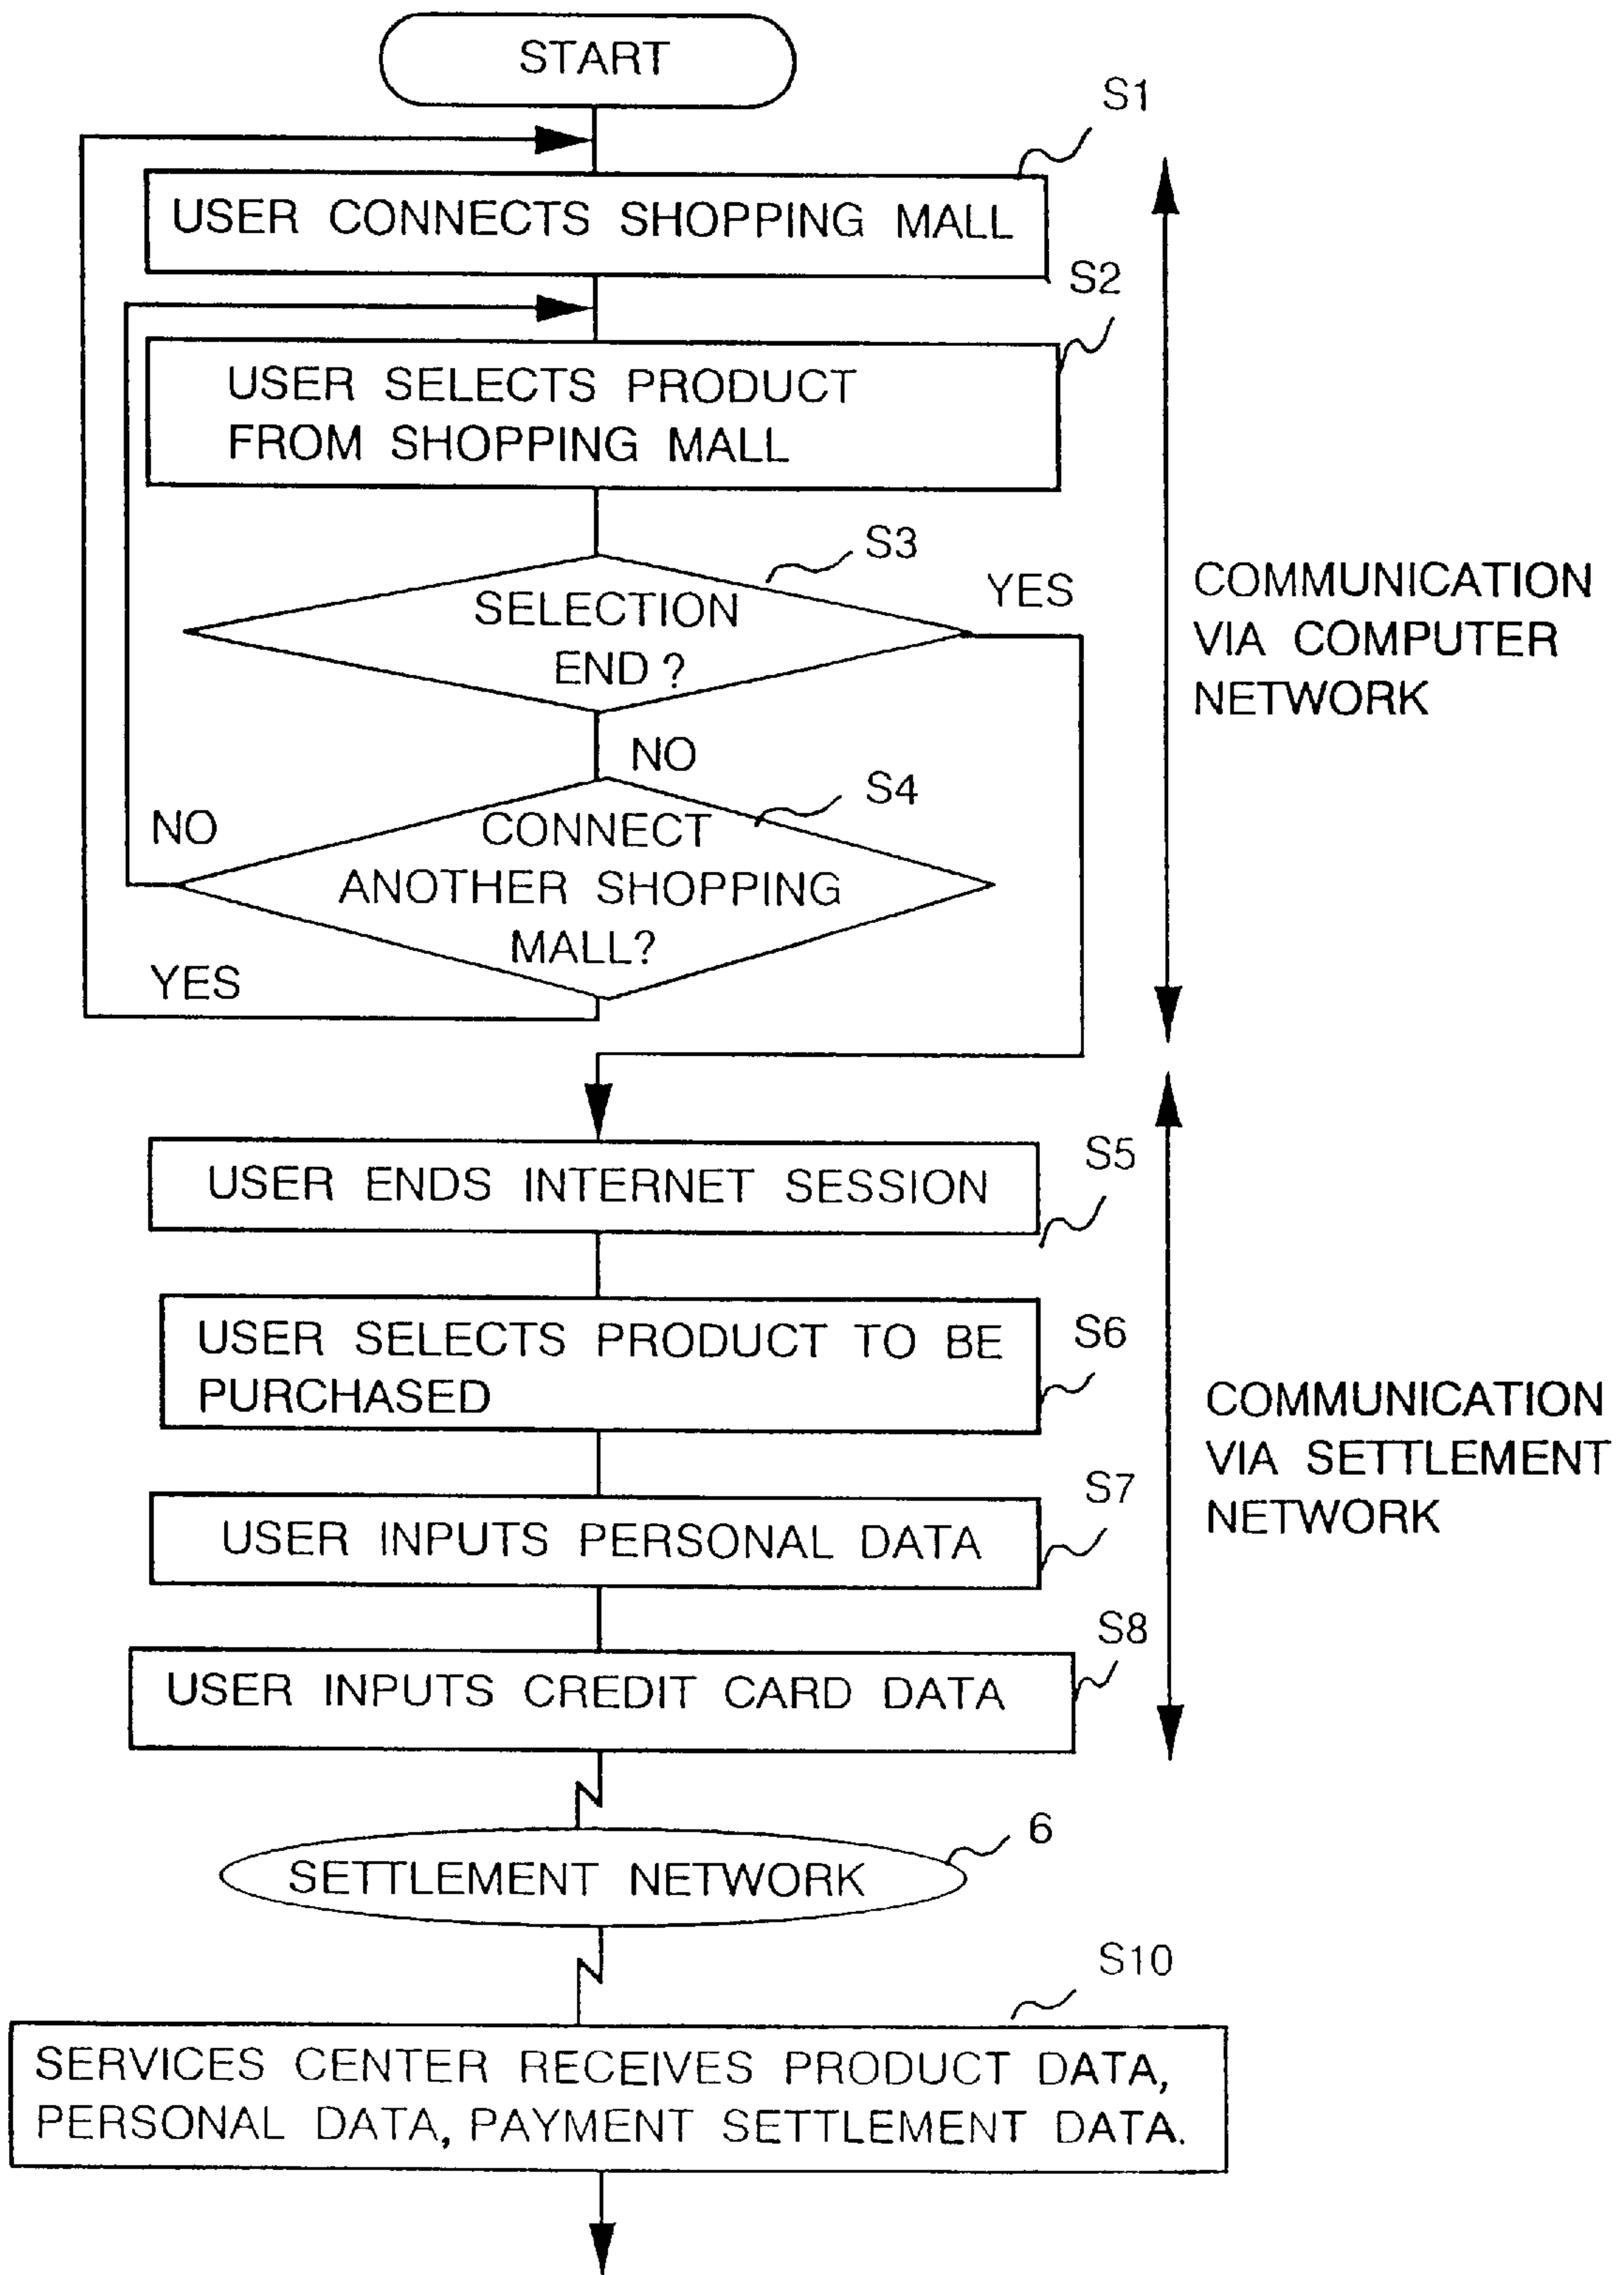 START
S1
USER CONNECTS SHOPPING MALL
S2
USER SELECTS PRODUCT
FROM SHOPPING MALL
S3
SELECTION
END?
YES
NO
S4
CONNECT
ANOTHER SHOPPING
MALL?
NO
YES
COMMUNICATION
VIA COMPUTER
NETWORK
S5
USER ENDS INTERNET SESSION
S6
USER SELECTS PRODUCT TO BE
PURCHASED
S7
USER INPUTS PERSONAL DATA
S8
USER INPUTS CREDIT CARD DATA
COMMUNICATION
VIA SETTLEMENT
NETWORK
6
SETTLEMENT NETWORK
S10
SERVICES CENTER RECEIVES PRODUCT DATA,
PERSONAL DATA, PAYMENT SETTLEMENT DATA.